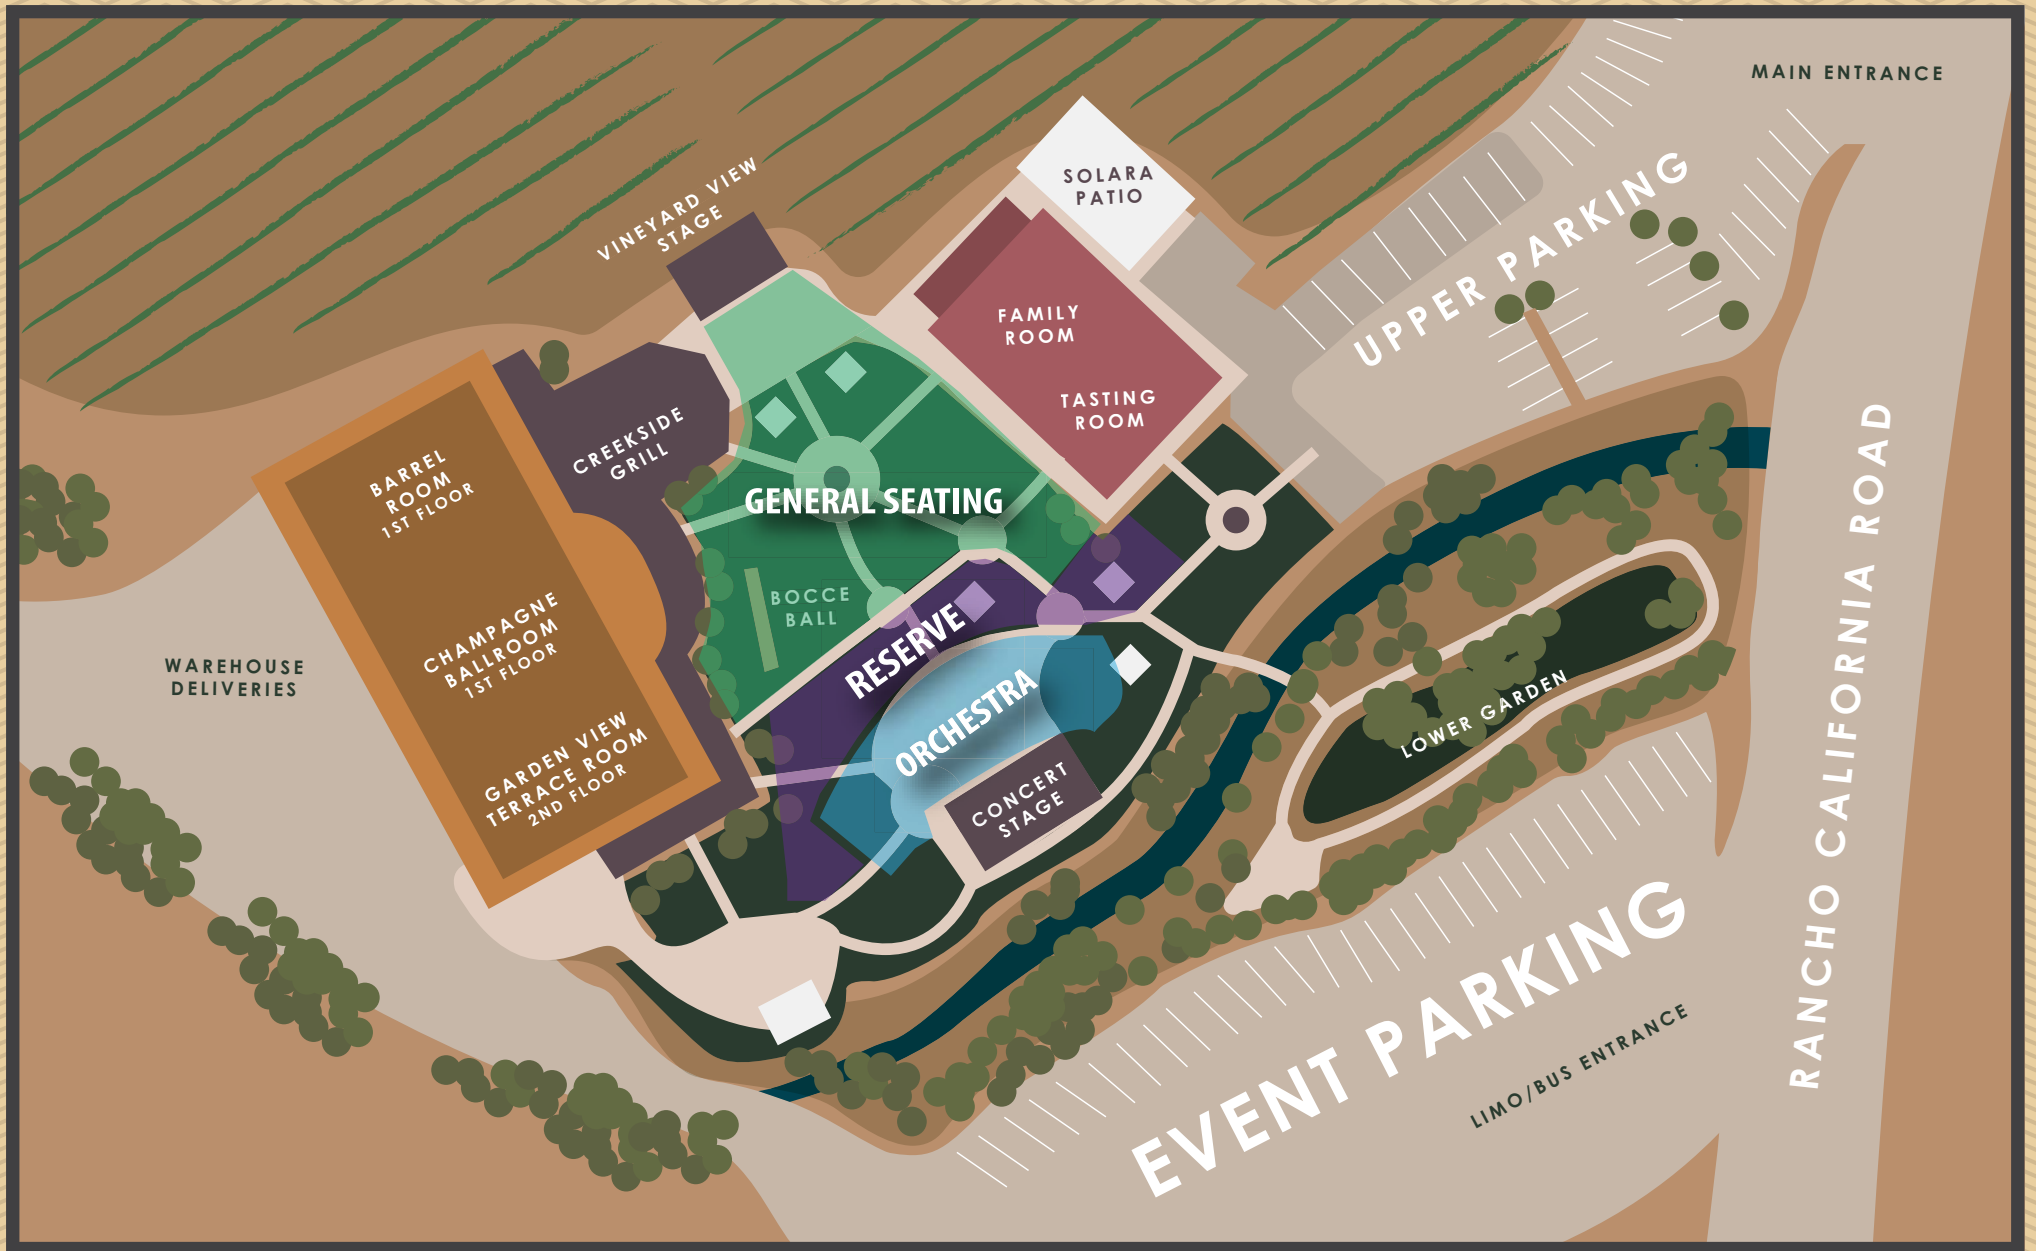 MAIN ENTRANCE
SOLARA
PATIO
VINEYARD VIEW
STAGE
UPPER PARKING
FAMILY
ROOM
TASTING
ROOM
CREEKSIDE
GRILL
BARREL
ROOM
1ST FLOOR
GENERAL SEATING
BOCCE
BALL
CHAMPAGNE
BALLROOM
1ST FLOOR
RESERVE
ORCHESTRA
WAREHOUSE
DELIVERIES
GARDEN VIEW
TERRACE ROOM
2ND FLOOR
CONCERT
STAGE
LOWER GARDEN
RANCHO CALIFORNIA ROAD
EVENT PARKING
LIMO/BUS ENTRANCE